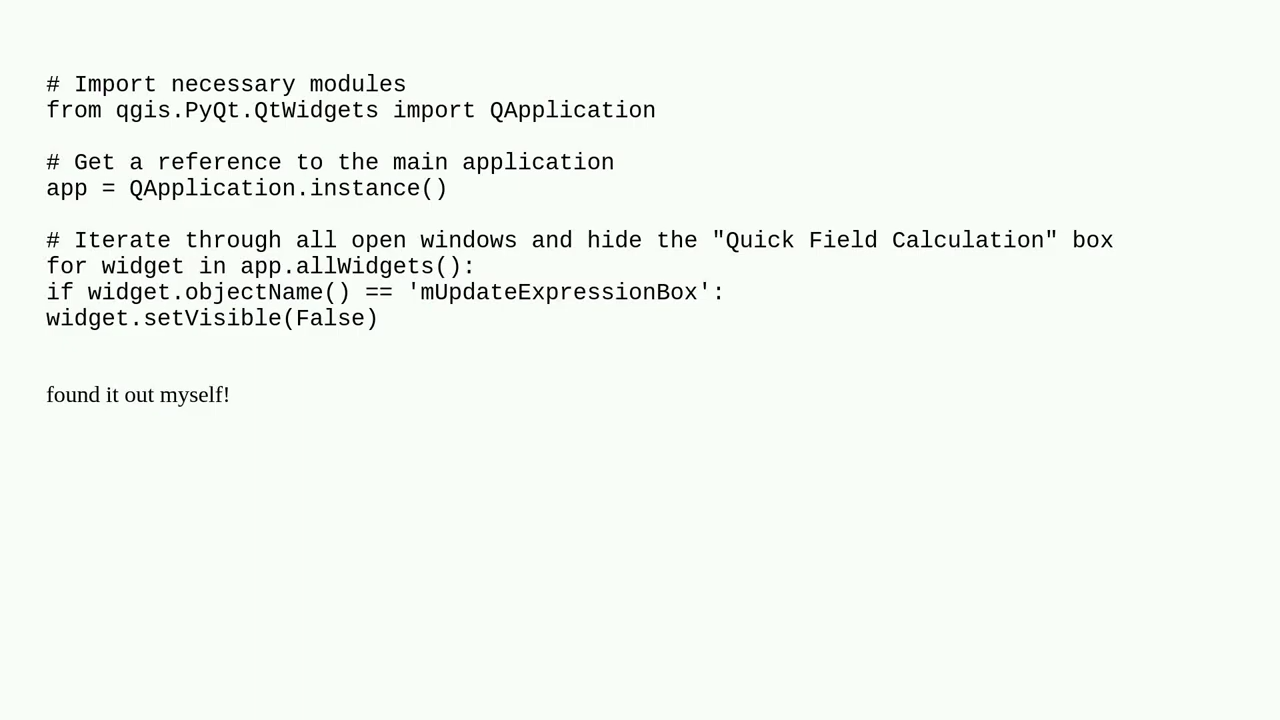 # Import necessary modules
from qgis.PyQt.QtWidgets import QApplication
# Get a reference to the main application
app = QApplication.instance()
# Iterate through all open windows and hide the "Quick Field Calculation" box
for widget in app.allWidgets():
if widget.objectName() == 'mUpdateExpressionBox':
widget.setVisible(False)
found it out myself!